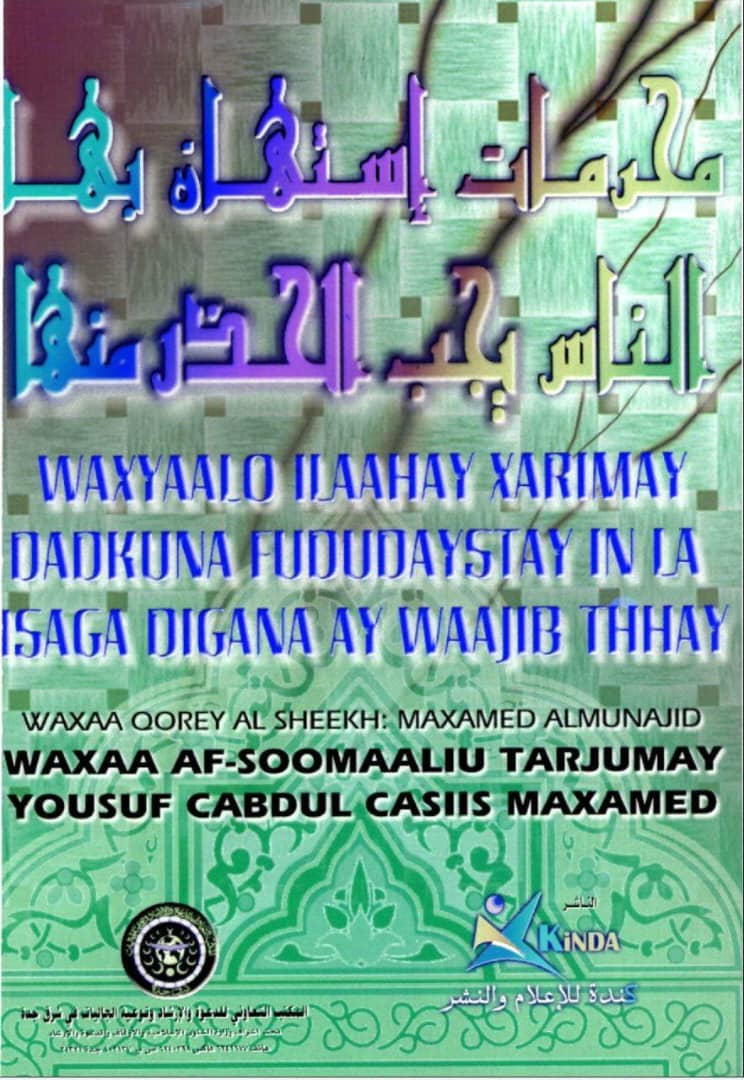 محرمات إستهان بها
الناس يجب الحذر منها
WAXYAALO ILAAHAY XARIMAY
DADKUNA FUDUDAYSTAY IN LA
ISAGA DIGANA AY WAAJIB THHAY
WAXAA QOREY AL SHEEKH: MAXAMED ALMUNAJID
WAXAA AF-SOOMAALIU TARJUMAY
YOUSUF CABDUL CASIIS MAXAMED
الناشر
KiNDA
كندة للإعلام والنشر
المكتب التعاوني للدعوة والإرشاد وتوعية الجاليات في شرق جدة